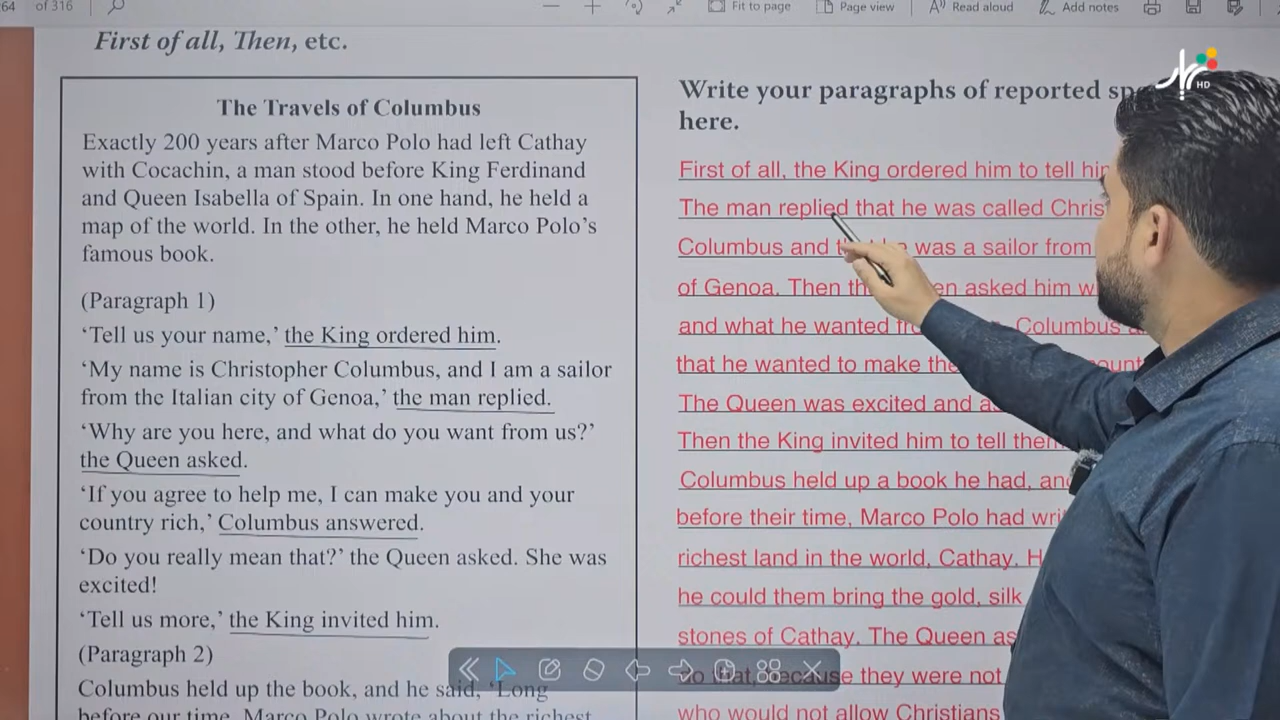 64 of 316
Fit to page
Page view
Read aloud
Add notes
First of all, Then, etc.
The Travels of Columbus
Exactly 200 years after Marco Polo had left Cathay
with Cocachin, a man stood before King Ferdinand
and Queen Isabella of Spain. In one hand, he held a
map of the world. In the other, he held Marco Polo's
famous book.
(Paragraph 1)
'Tell us your name,' the King ordered him.
'My name is Christopher Columbus, and I am a sailor
from the Italian city of Genoa,' the man replied.
'Why are you here, and what do you want from us?'
the Queen asked.
'If you agree to help me, I can make you and your
country rich,' Columbus answered.
'Do you really mean that?' the Queen asked. She was
excited!
'Tell us more,' the King invited him.
(Paragraph 2)
Columbus held up the book, and he said, 'Long
before our time, Marco Polo wrote about the richest
Write your paragraphs of reported
here.
First of all, the King ordered him to tell
The man replied that he was called
Columbus and was a sailor from
of Genoa. Then asked him
and what he wanted Columbus
that he wanted to make
The Queen was excited and
Then the King invited him to tell
Columbus held up a book he had,
before their time, Marco Polo had
richest land in the world, Cathay.
he could them bring the gold, silk
stones of Cathay. The Queen
that, because they were not
who would not allow Christians
HD